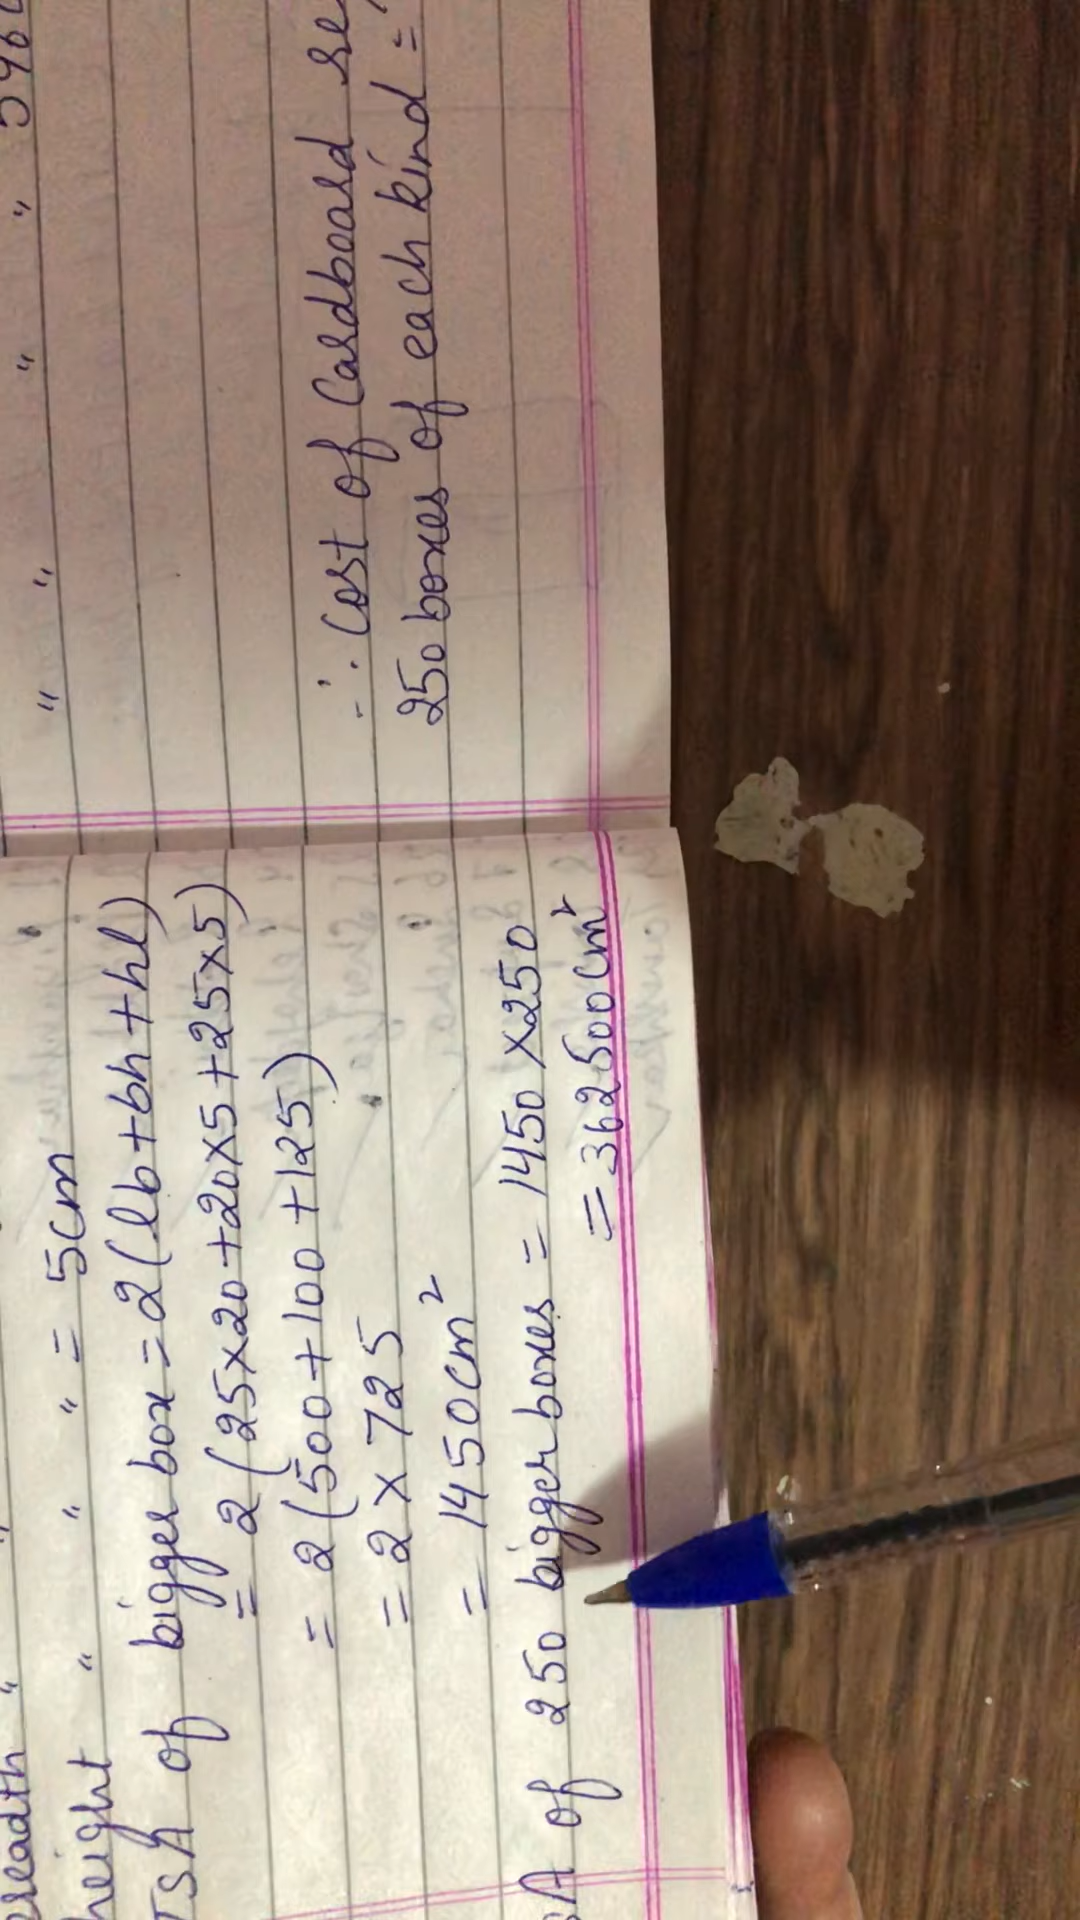 breadth " "
height " " " " = 5cm
TSA of bigger box = 2(lb+bh+hl)
= 2(25×20+20×5+25×5)
= 2(500+100+125)
= 2×725
= 1450cm²
SA of 250 bigger boxes = 1450×250
= 362500cm²
" " " "
∴ Cost of Cardboard
250 boxes of each kind =